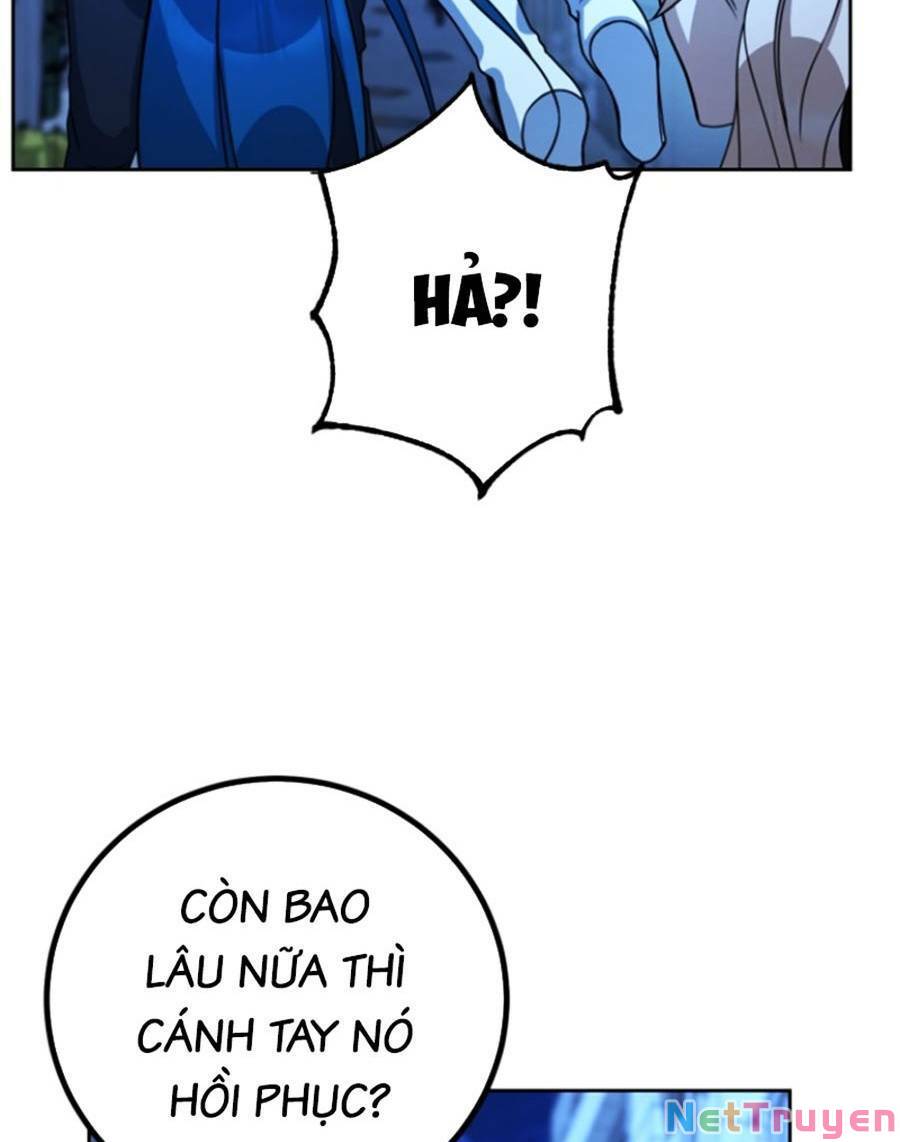 HẢ?!
CÒN BAO
LÂU NỮA THÌ
CÁNH TAY NÓ
HỒI PHỤC?
NetTruyen